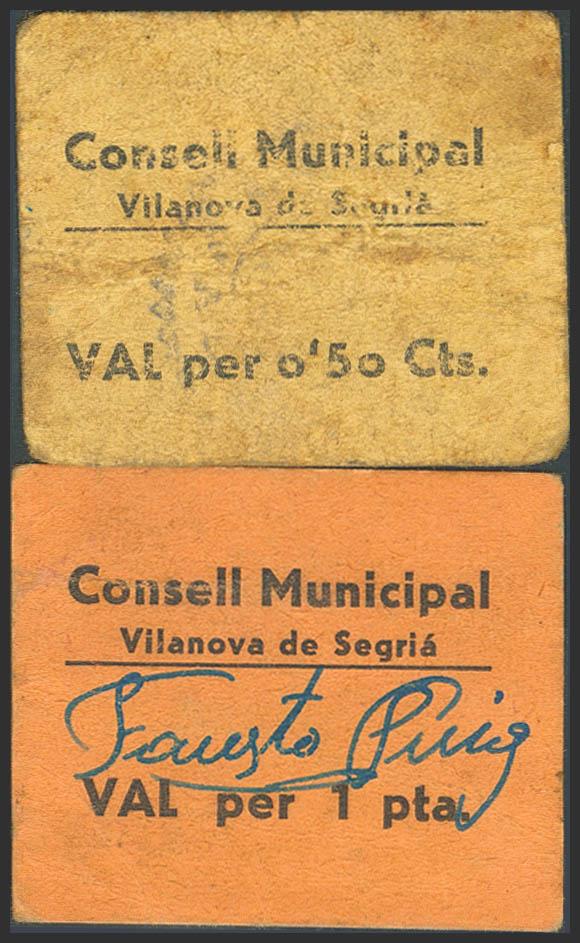 Consell Municipal
Vilanova de Segriá
VAL per o'5o Cts.
Consell Municipal
Vilanova de Segriá
Fausto Puig
VAL per 1 pta.